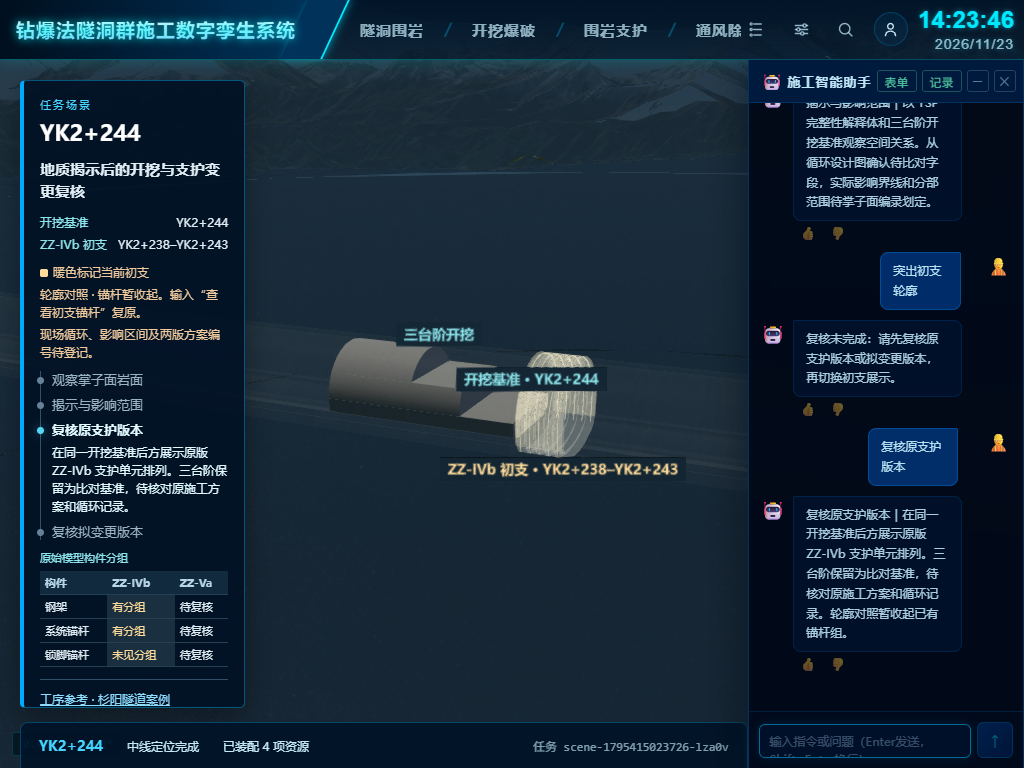 钻爆法隧洞群施工数字孪生系统
隧洞围岩 / 开挖爆破 / 围岩支护 / 通风除
14:23:46
2026/11/23
任务场景
YK2+244
地质揭示后的开挖与支护变
更复核
开挖基准 YK2+244
ZZ-IVb 初支 YK2+238–YK2+243
暖色标记当前初支
轮廓对照 · 锚杆暂收起。输入“查
看初支锚杆”复原。
现场循环、影响区间及两版方案编
号待登记。
观察掌子面岩面
揭示与影响范围
复核原支护版本
在同一开挖基准后方展示原版
ZZ-IVb 支护单元排列。三台阶保
留为比对基准，待核对原施工方
案和循环记录。
复核拟变更版本
原始模型构件分组
构件 ZZ-IVb ZZ-Va
钢架 有分组 待复核
系统锚杆 有分组 待复核
锁脚锚杆 未见分组 待复核
工序参考 · 杉阳隧道案例
三台阶开挖
开挖基准 · YK2+244
ZZ-IVb 初支 · YK2+238–YK2+243
YK2+244 中线定位完成 已装配 4 项资源 任务 scene-1795415023726-lza0v
施工智能助手 表单 记录
揭示与影响范围 | 以 TSP
完整性解释体和三台阶开
挖基准观察空间关系。从
循环设计图确认待比对字
段，实际影响界线和分部
范围待掌子面编录划定。
突出初支
轮廓
复核未完成：请先复核原
支护版本或拟变更版本，
再切换初支展示。
复核原支护
版本
复核原支护版本 | 在同一
开挖基准后方展示原版
ZZ-IVb 支护单元排列。三
台阶保留为比对基准，待
核对原施工方案和循环记
录。轮廓对照暂收起已有
锚杆组。
输入指令或问题（Enter发送，